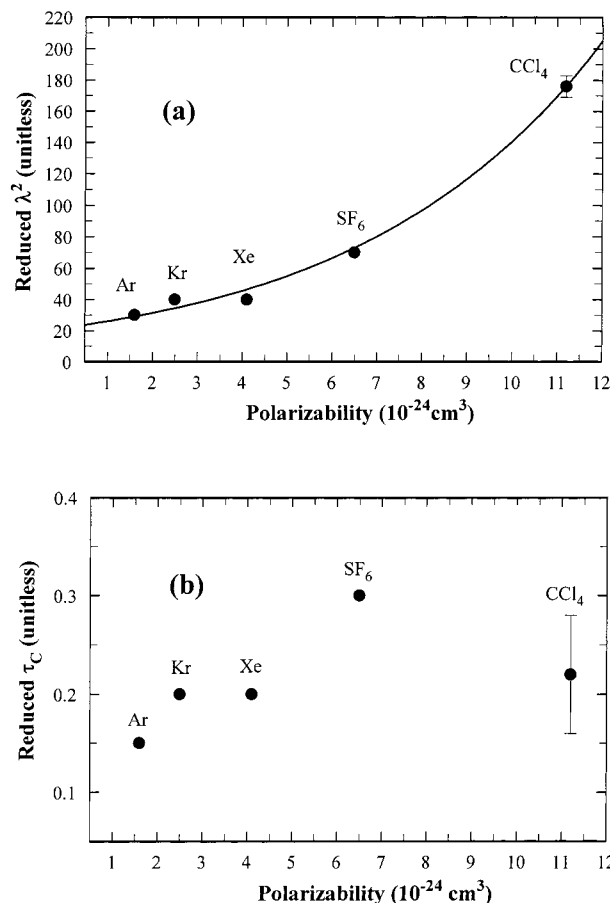 220
200
180
160
140
120
100
80
60
40
20
0
Reduced λ² (unitless)
(a)
Ar
Kr
Xe
SF₆
CCl₄
1 2 3 4 5 6 7 8 9 10 11 12
Polarizability (10⁻²⁴cm³)
0.4
0.3
0.2
0.1
Reduced τ_C (unitless)
(b)
Ar
Kr
Xe
SF₆
CCl₄
1 2 3 4 5 6 7 8 9 10 11 12
Polarizability (10⁻²⁴ cm³)